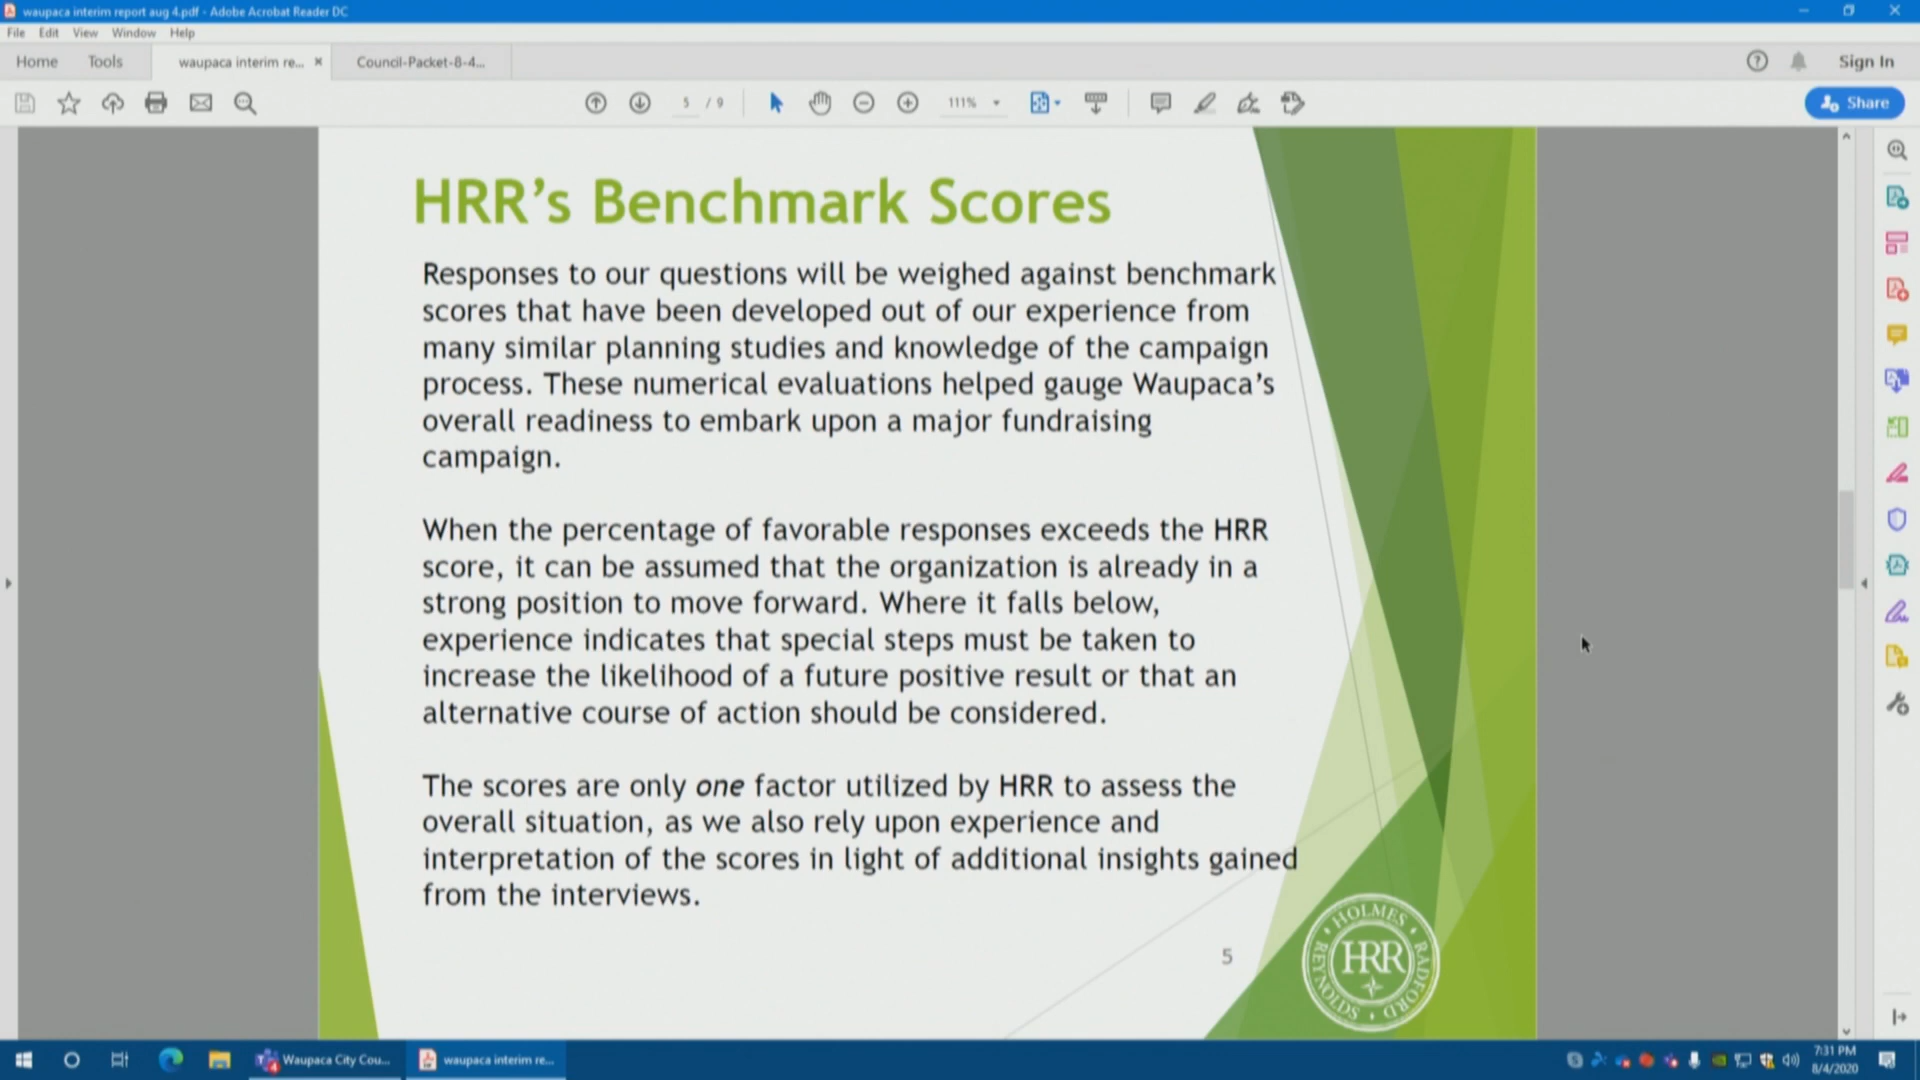 waupaca interim report aug 4.pdf - Adobe Acrobat Reader DC
File Edit View Window Help
Home Tools waupaca interim re... × Council-Packet-8-4... Sign In
5 / 9 111% Share
HRR’s Benchmark Scores
Responses to our questions will be weighed against benchmark
scores that have been developed out of our experience from
many similar planning studies and knowledge of the campaign
process. These numerical evaluations helped gauge Waupaca’s
overall readiness to embark upon a major fundraising
campaign.
When the percentage of favorable responses exceeds the HRR
score, it can be assumed that the organization is already in a
strong position to move forward. Where it falls below,
experience indicates that special steps must be taken to
increase the likelihood of a future positive result or that an
alternative course of action should be considered.
The scores are only one factor utilized by HRR to assess the
overall situation, as we also rely upon experience and
interpretation of the scores in light of additional insights gained
from the interviews.
5
HOLMES
RADFORD
REYNOLDS
HRR
Waupaca City Cou... waupaca interim re...
7:31 PM
8/4/2020